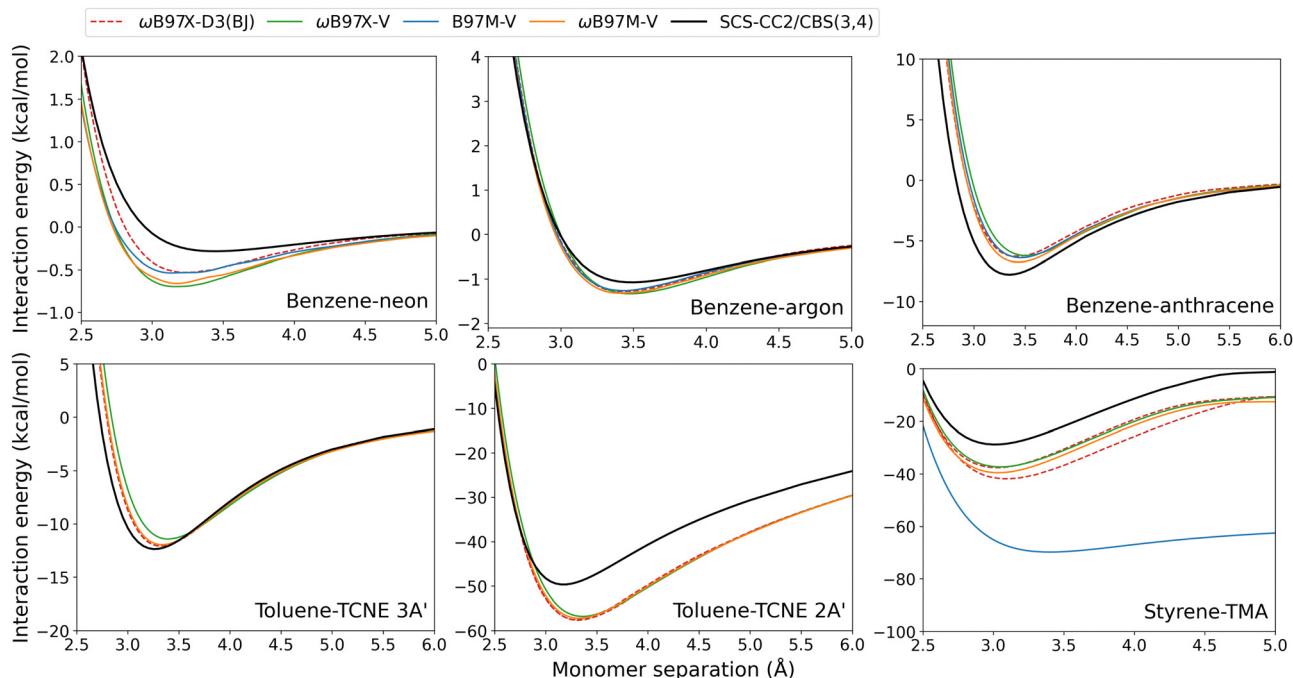 ωB97X-D3(BJ) ωB97X-V B97M-V ωB97M-V SCS-CC2/CBS(3,4)
Interaction energy (kcal/mol)
2.0
1.5
1.0
0.5
0.0
−0.5
−1.0
Benzene-neon
2.5 3.0 3.5 4.0 4.5 5.0
4
3
2
1
0
−1
−2
Benzene-argon
2.5 3.0 3.5 4.0 4.5 5.0
10
5
0
−5
−10
Benzene-anthracene
2.5 3.0 3.5 4.0 4.5 5.0 5.5 6.0
Interaction energy (kcal/mol)
5
0
−5
−10
−15
−20
Toluene-TCNE 3A'
2.5 3.0 3.5 4.0 4.5 5.0 5.5 6.0
0
−10
−20
−30
−40
−50
−60
Toluene-TCNE 2A'
2.5 3.0 3.5 4.0 4.5 5.0 5.5 6.0
0
−20
−40
−60
−80
−100
Styrene-TMA
2.5 3.0 3.5 4.0 4.5 5.0
Monomer separation (Å)